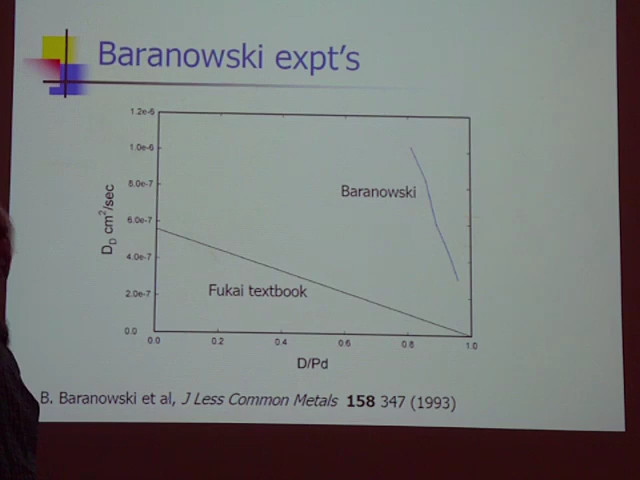 Baranowski expt's
1.2e-6
1.0e-6
8.0e-7
6.0e-7
4.0e-7
2.0e-7
0.0
D_D cm²/sec
Baranowski
Fukai textbook
0.0 0.2 0.4 0.6 0.8 1.0
D/Pd
B. Baranowski et al, J Less Common Metals 158 347 (1993)